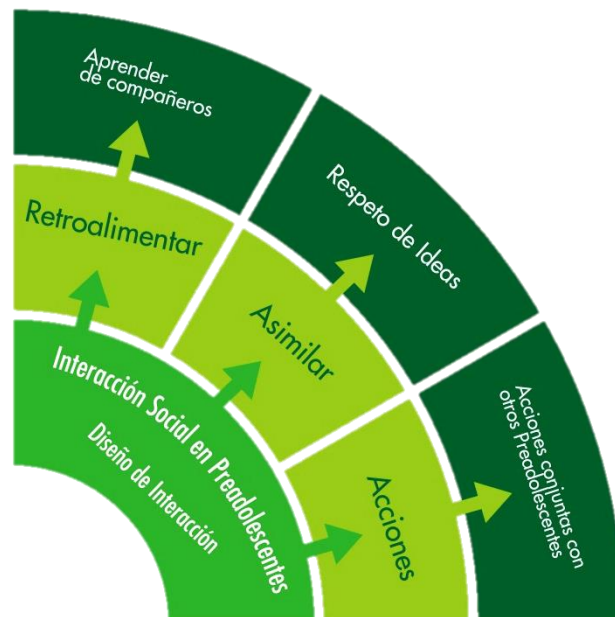 Aprender
de compañeros
Respeto de Ideas
Retroalimentar
Asimilar
Acciones conjuntas con
otros Preadolescentes
Interacción Social en Preadolescentes
Diseño de Interacción
Acciones